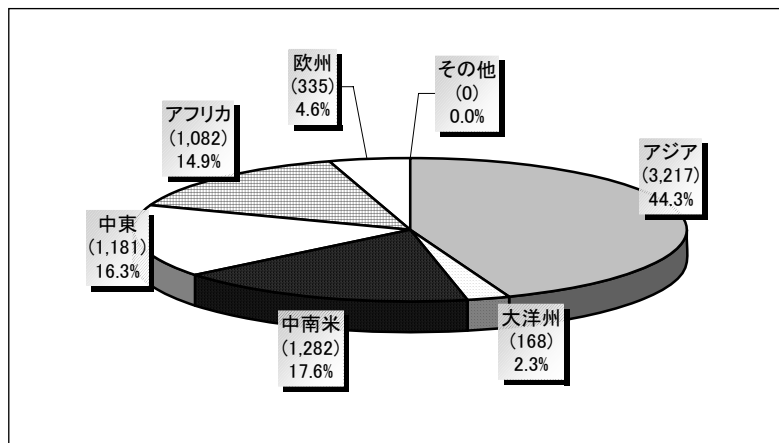 欧州
(335)
4.6%
その他
(0)
0.0%
アフリカ
(1,082)
14.9%
アジア
(3,217)
44.3%
中東
(1,181)
16.3%
中南米
(1,282)
17.6%
大洋州
(168)
2.3%